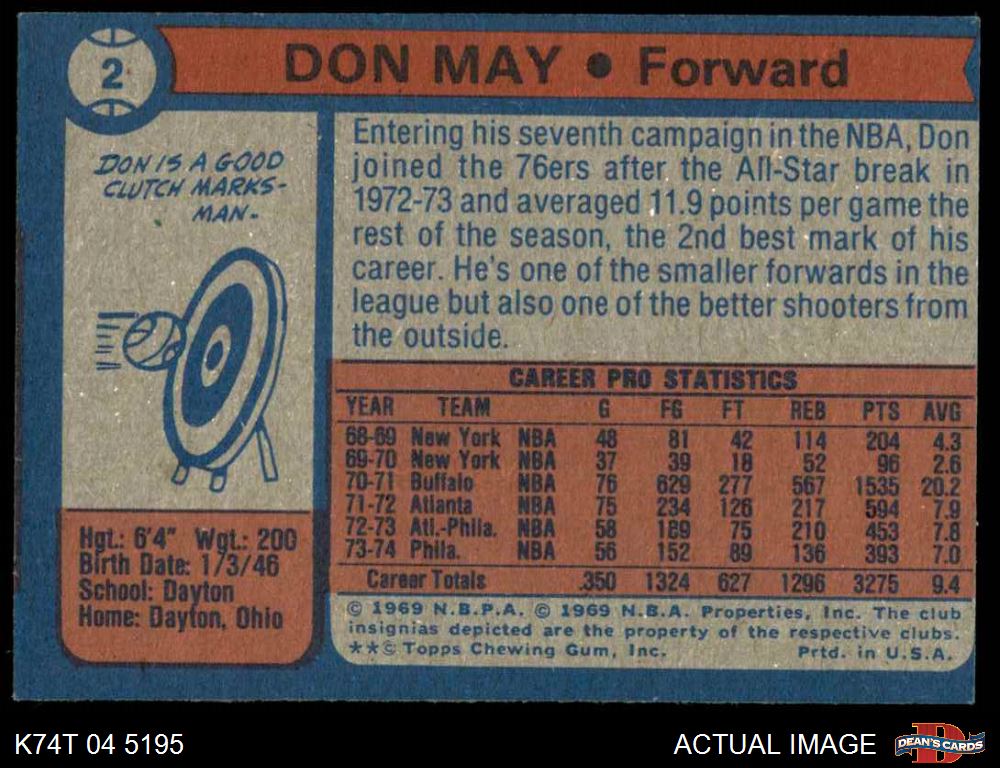 2
DON MAY • Forward
DON IS A GOOD
CLUTCH MARKS-
MAN.
Entering his seventh campaign in the NBA, Don
joined the 76ers after the All-Star break in
1972-73 and averaged 11.9 points per game the
rest of the season, the 2nd best mark of his
career. He's one of the smaller forwards in the
league but also one of the better shooters from
the outside.
CAREER PRO STATISTICS
YEAR TEAM G FG FT REB PTS AVG
68-69 New York NBA 48 81 42 114 204 4.3
69-70 New York NBA 37 39 18 52 96 2.6
70-71 Buffalo NBA 76 629 277 567 1535 20.2
71-72 Atlanta NBA 75 234 126 217 594 7.9
72-73 Atl.-Phila. NBA 58 189 75 210 453 7.8
73-74 Phila. NBA 56 152 89 136 393 7.0
Career Totals 350 1324 627 1296 3275 9.4
Hgt.: 6'4" Wgt.: 200
Birth Date: 1/3/46
School: Dayton
Home: Dayton, Ohio
© 1969 N.B.P.A. © 1969 N.B.A. Properties, Inc. The club
insignias depicted are the property of the respective clubs.
**© Topps Chewing Gum, Inc. Prtd. in U.S.A.
K74T 04 5195
ACTUAL IMAGE
D
DEAN'S CARDS